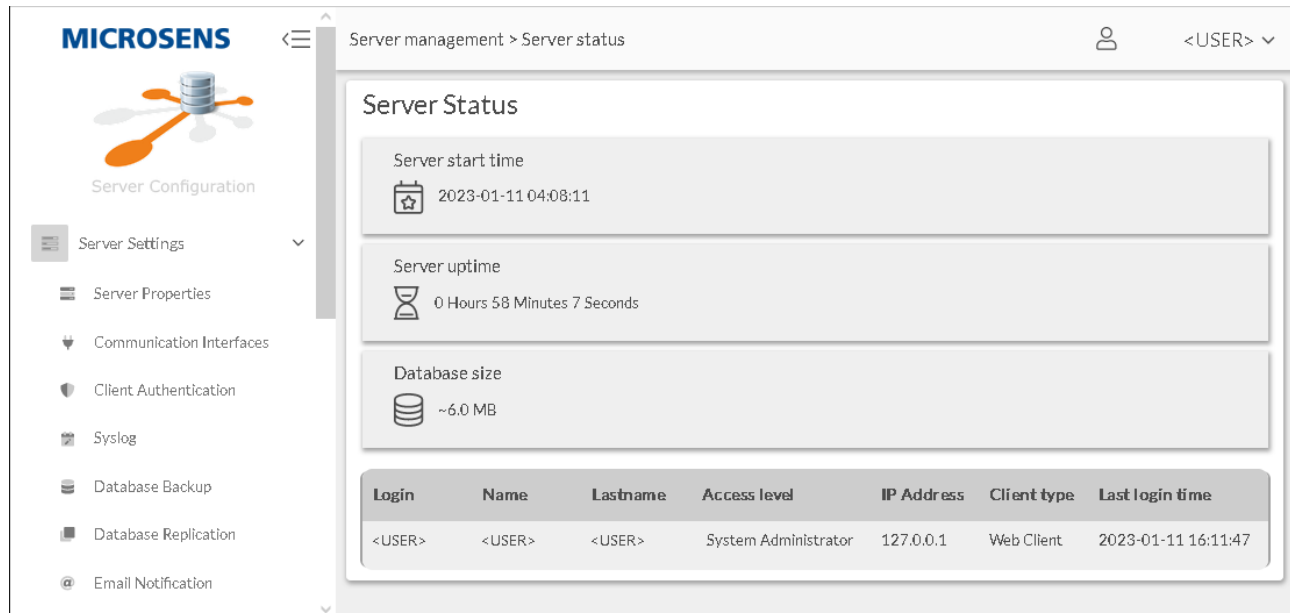 MICROSENS
Server Configuration
Server Settings
Server Properties
Communication Interfaces
Client Authentication
Syslog
Database Backup
Database Replication
@ Email Notification
Server management > Server status
<USER>
Server Status
Server start time
2023-01-11 04:08:11
Server uptime
0 Hours 58 Minutes 7 Seconds
Database size
~6.0 MB
Login Name Lastname Access level IP Address Client type Last login time
<USER> <USER> <USER> System Administrator 127.0.0.1 Web Client 2023-01-11 16:11:47